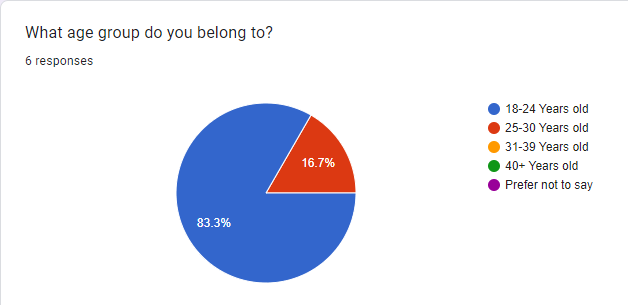 What age group do you belong to?
6 responses
18-24 Years old
25-30 Years old
31-39 Years old
40+ Years old
Prefer not to say
16.7%
83.3%